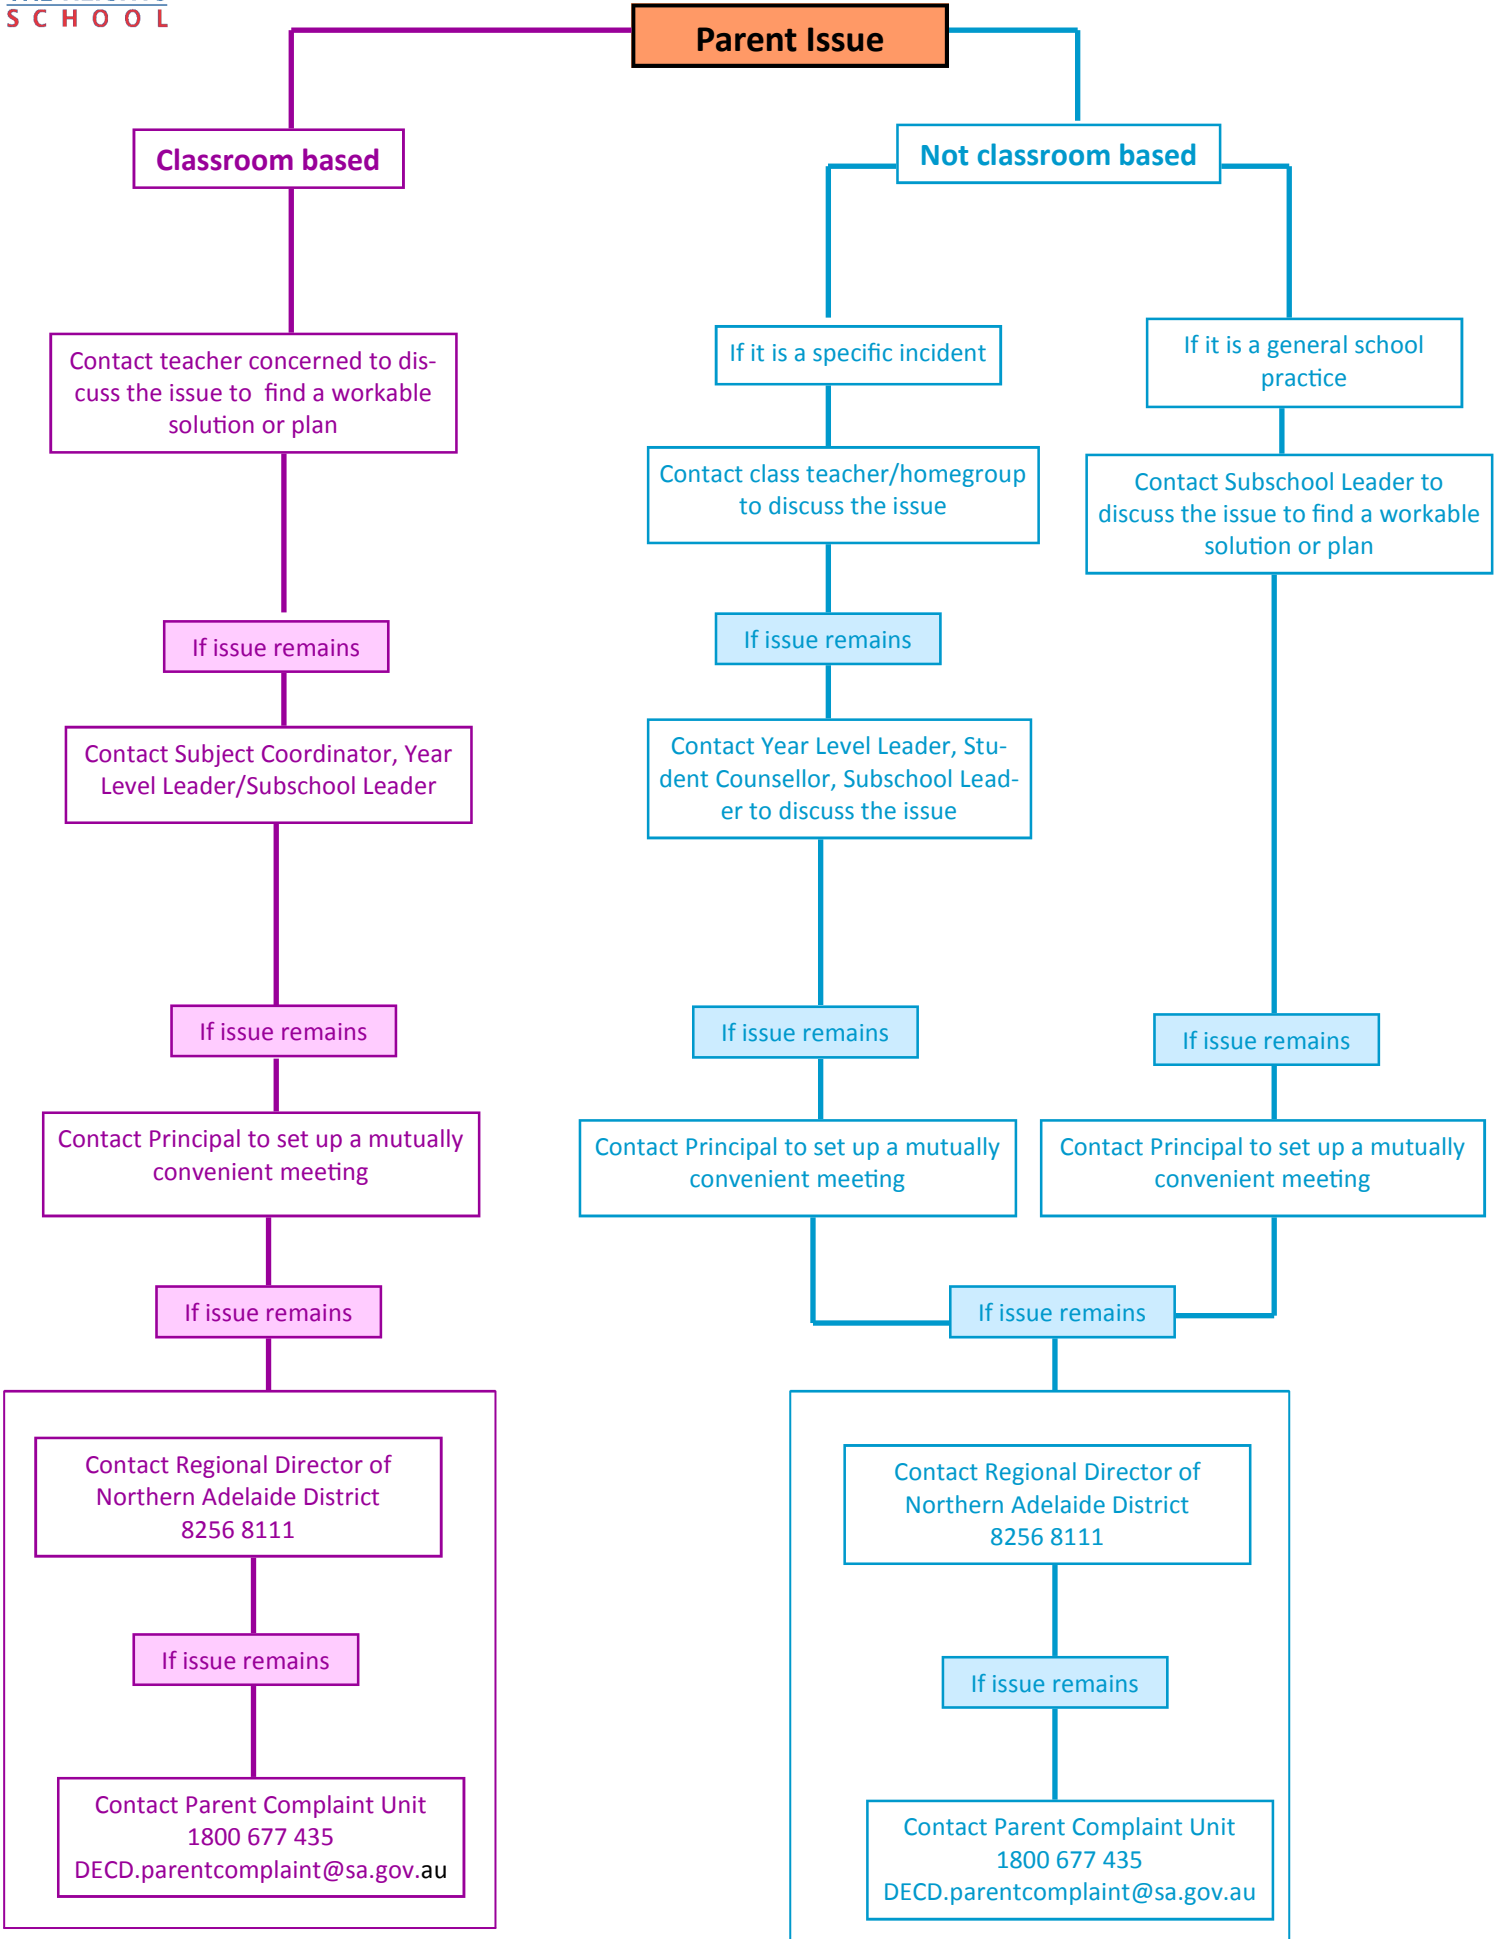 SCHOOL
Parent Issue
Classroom based
Not classroom based
Contact teacher concerned to dis-
cuss the issue to find a workable
solution or plan
If it is a specific incident
If it is a general school
practice
Contact class teacher/homegroup
to discuss the issue
Contact Subschool Leader to
discuss the issue to find a workable
solution or plan
If issue remains
If issue remains
Contact Subject Coordinator, Year
Level Leader/Subschool Leader
Contact Year Level Leader, Stu-
dent Counsellor, Subschool Lead-
er to discuss the issue
If issue remains
If issue remains
If issue remains
Contact Principal to set up a mutually
convenient meeting
Contact Principal to set up a mutually
convenient meeting
Contact Principal to set up a mutually
convenient meeting
If issue remains
If issue remains
Contact Regional Director of
Northern Adelaide District
8256 8111
Contact Regional Director of
Northern Adelaide District
8256 8111
If issue remains
If issue remains
Contact Parent Complaint Unit
1800 677 435
DECD.parentcomplaint@sa.gov.au
Contact Parent Complaint Unit
1800 677 435
DECD.parentcomplaint@sa.gov.au